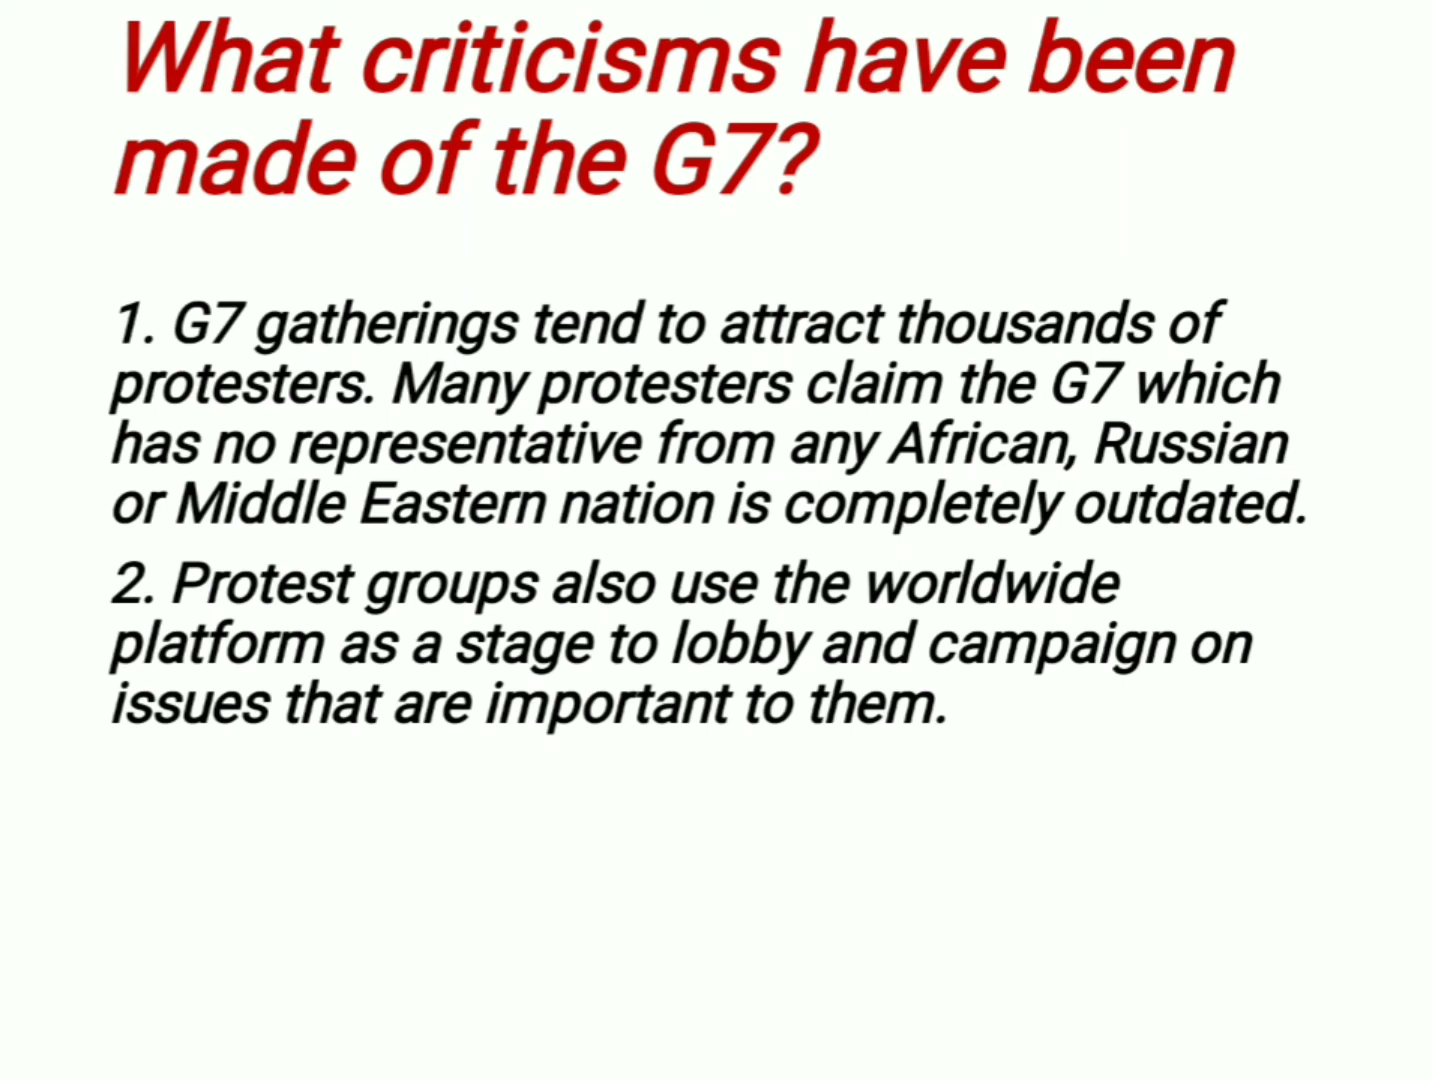 What criticisms have been
made of the G7?
1. G7 gatherings tend to attract thousands of
protesters. Many protesters claim the G7 which
has no representative from any African, Russian
or Middle Eastern nation is completely outdated.
2. Protest groups also use the worldwide
platform as a stage to lobby and campaign on
issues that are important to them.